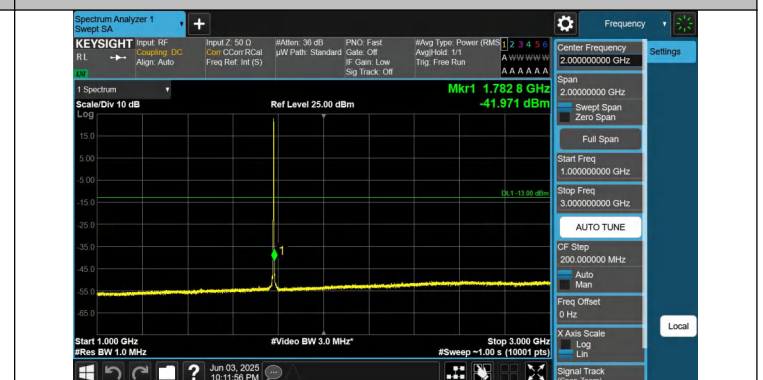 Spectrum Analyzer 1
Swept SA
Frequency
KEYSIGHT
R L
Input: RF
Coupling: DC
Align: Auto
Input Z: 50 Ω
Corr CCorr RCal
Freq Ref: Int (S)
#Atten: 36 dB
µW Path: Standard
PNO: Fast
Gate: Off
IF Gain: Low
Sig Track: Off
#Avg Type: Power (RMS
Avg|Hold: 1/1
Trig: Free Run
1 2 3 4 5 6
A W W W W W
A A A A A A
1 Spectrum
Scale/Div 10 dB
Log
Ref Level 25.00 dBm
Mkr1 1.782 8 GHz
-41.971 dBm
15.0
5.00
-5.00
-15.0
-25.0
-35.0
-45.0
-55.0
-65.0
DL1 -13.00 dBm
1
Start 1.000 GHz
#Res BW 1.0 MHz
#Video BW 3.0 MHz*
Stop 3.000 GHz
#Sweep ~1.00 s (10001 pts)
Jun 03, 2025
10:11:56 PM
Center Frequency
2.000000000 GHz
Settings
Span
2.00000000 GHz
Swept Span
Zero Span
Full Span
Start Freq
1.000000000 GHz
Stop Freq
3.000000000 GHz
AUTO TUNE
CF Step
200.000000 MHz
Auto
Man
Freq Offset
0 Hz
X Axis Scale
Log
Lin
Local
Signal Track